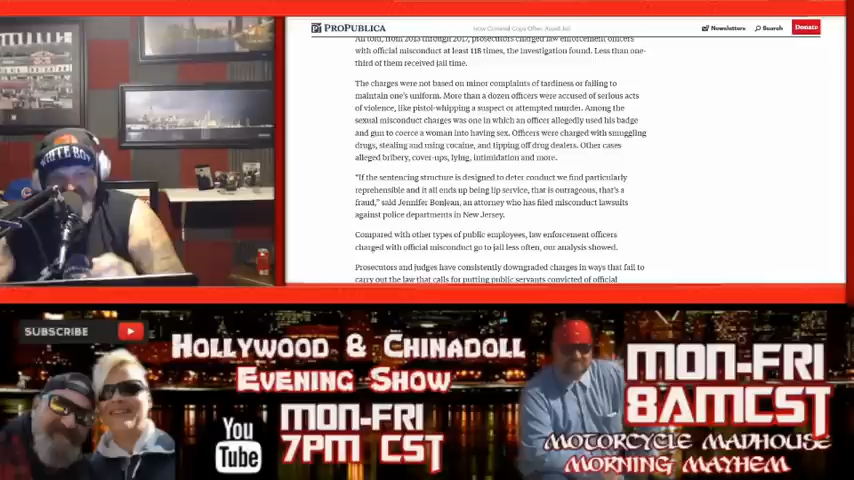 PROPUBLICA
How Criminal Cops Often Avoid Jail
Newsletters
Search
Donate
All told, from 2013 through 2017, prosecutors charged law enforcement officers
with official misconduct at least 118 times, the investigation found. Less than one-
third of them received jail time.
The charges were not based on minor complaints of tardiness or failing to
maintain one's uniform. More than a dozen officers were accused of serious acts
of violence, like pistol-whipping a suspect or attempted murder. Among the
sexual misconduct charges was one in which an officer allegedly used his badge
and gun to coerce a woman into having sex. Officers were charged with smuggling
drugs, stealing and using cocaine, and tipping off drug dealers. Other cases
alleged bribery, cover-ups, lying, intimidation and more.
"If the sentencing structure is designed to deter conduct we find particularly
reprehensible and it all ends up being lip service, that is outrageous, that's a
fraud," said Jennifer Bonjean, an attorney who has filed misconduct lawsuits
against police departments in New Jersey.
Compared with other types of public employees, law enforcement officers
charged with official misconduct go to jail less often, our analysis showed.
Prosecutors and judges have consistently downgraded charges in ways that fail to
carry out the law that calls for putting public servants convicted of official
WHITE BOY
SUBSCRIBE
HOLLYWOOD & CHINADOLL
EVENING SHOW
You
Tube
MON-FRI
7PM CST
MON-FRI
8AMCST
MOTORCYCLE MADHOUSE
MORNING MAYHEM